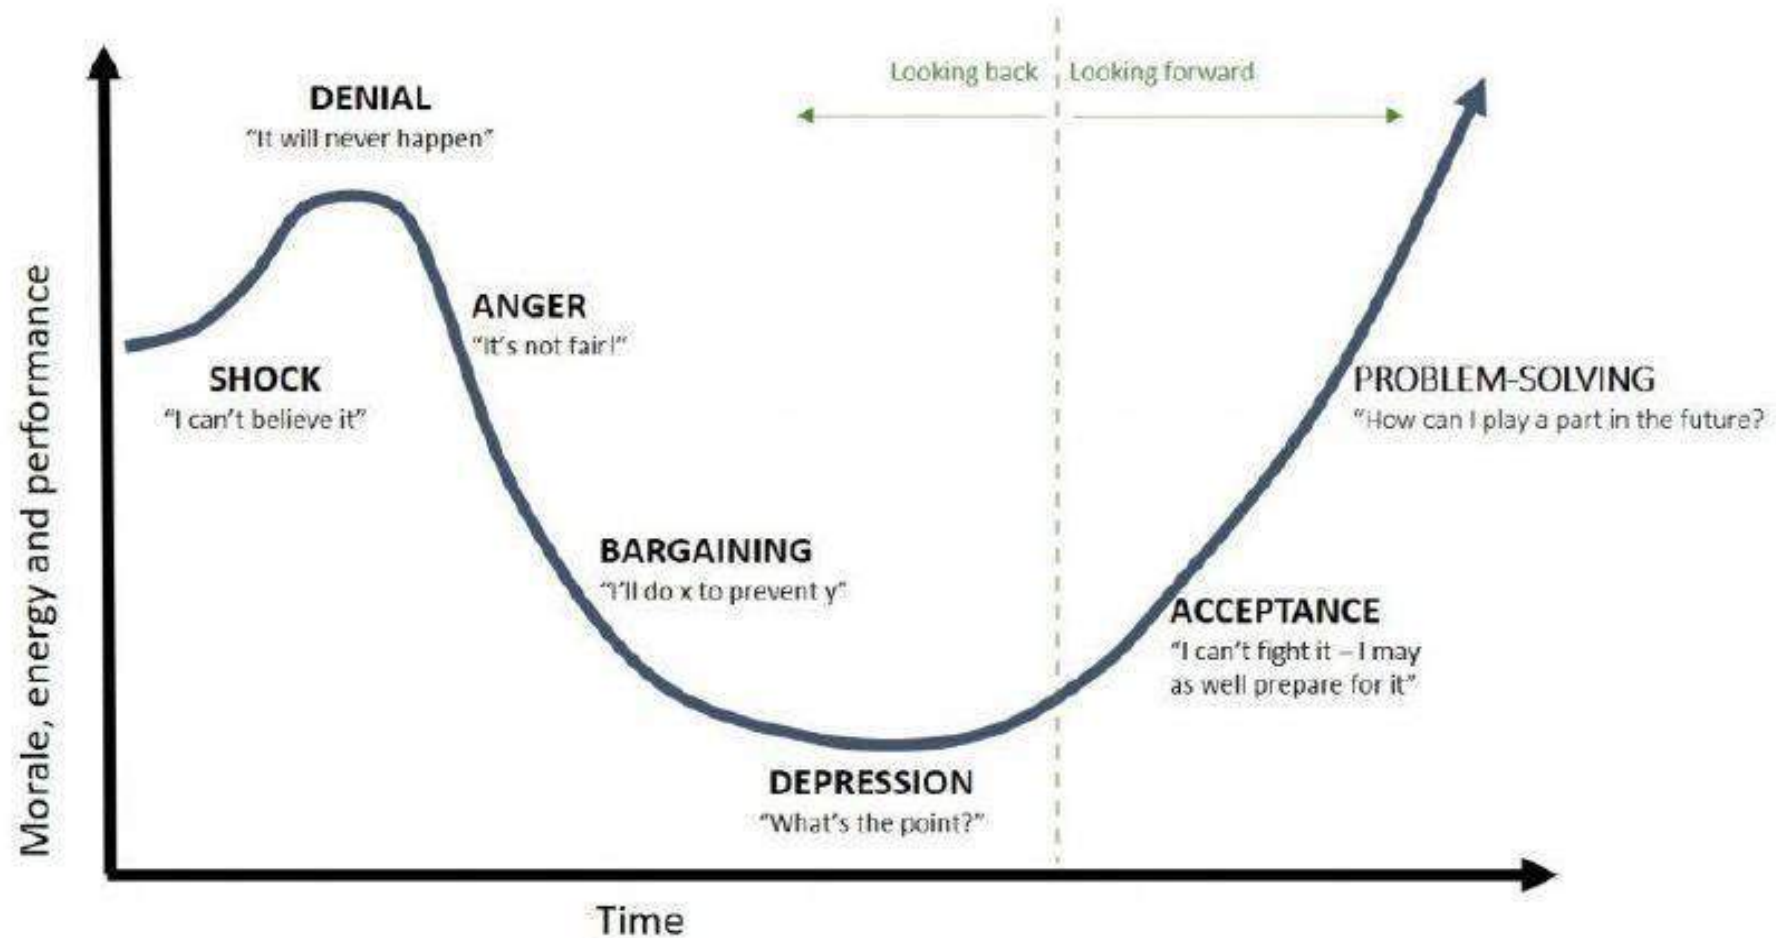 Looking back
Looking forward
DENIAL
"It will never happen"
ANGER
"It's not fair!"
SHOCK
"I can't believe it"
PROBLEM-SOLVING
"How can I play a part in the future?
BARGAINING
"I'll do x to prevent y"
ACCEPTANCE
"I can't fight it – I may
as well prepare for it"
DEPRESSION
"What's the point?"
Morale, energy and performance
Time